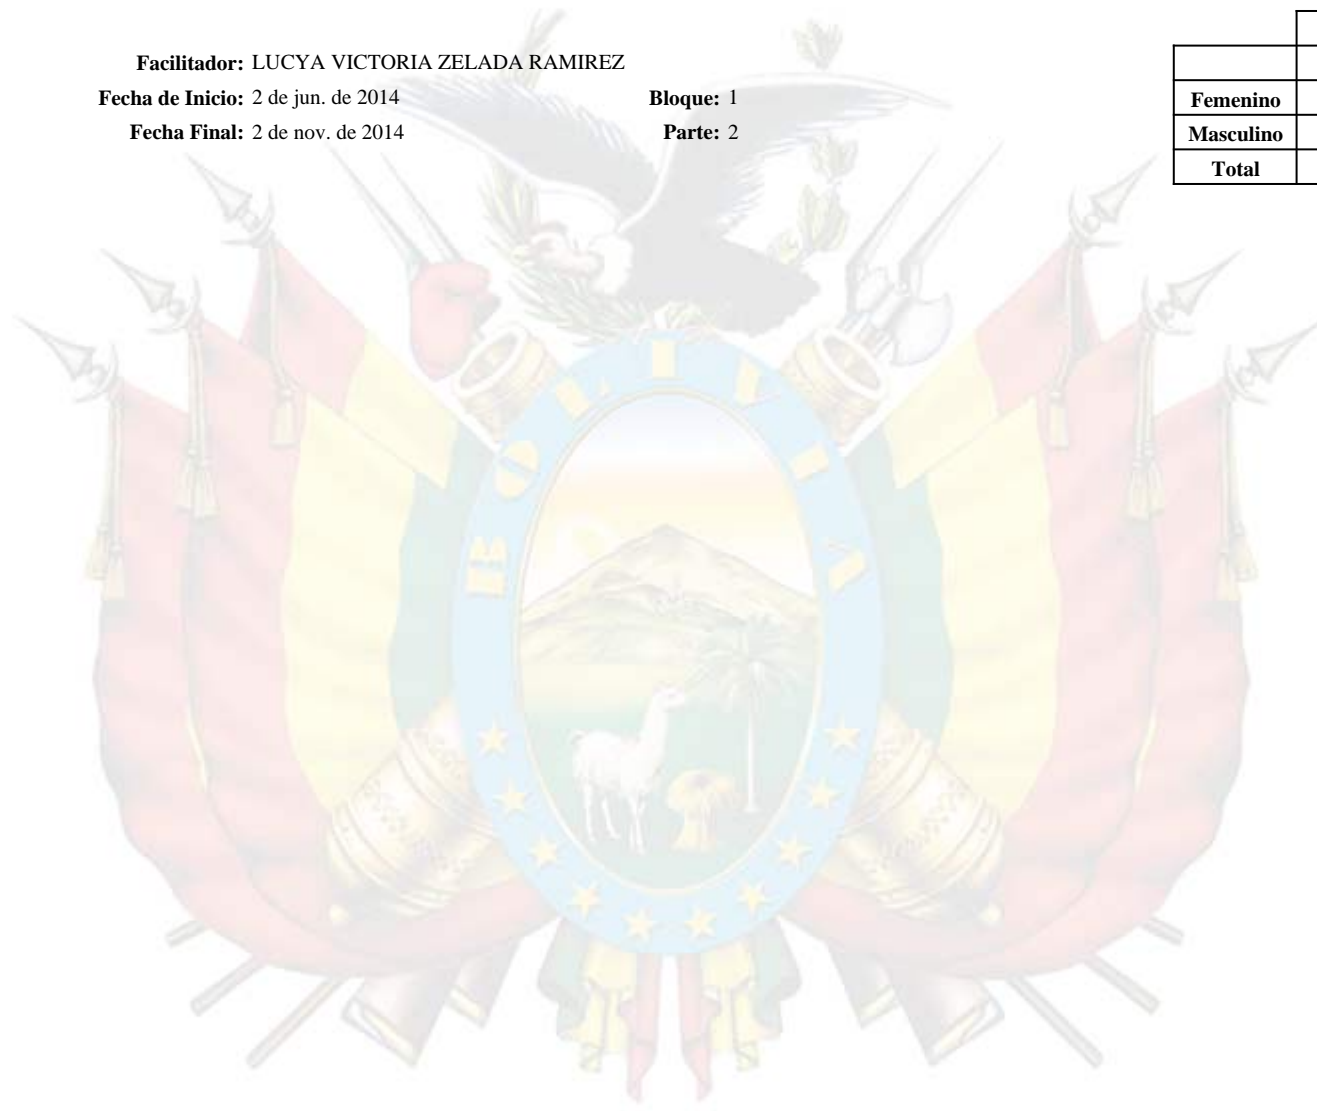 Facilitador: LUCYA VICTORIA ZELADA RAMIREZ
Fecha de Inicio: 2 de jun. de 2014 Bloque: 1
Fecha Final: 2 de nov. de 2014 Parte: 2
Femenino
Masculino
Total
BOLIVIA